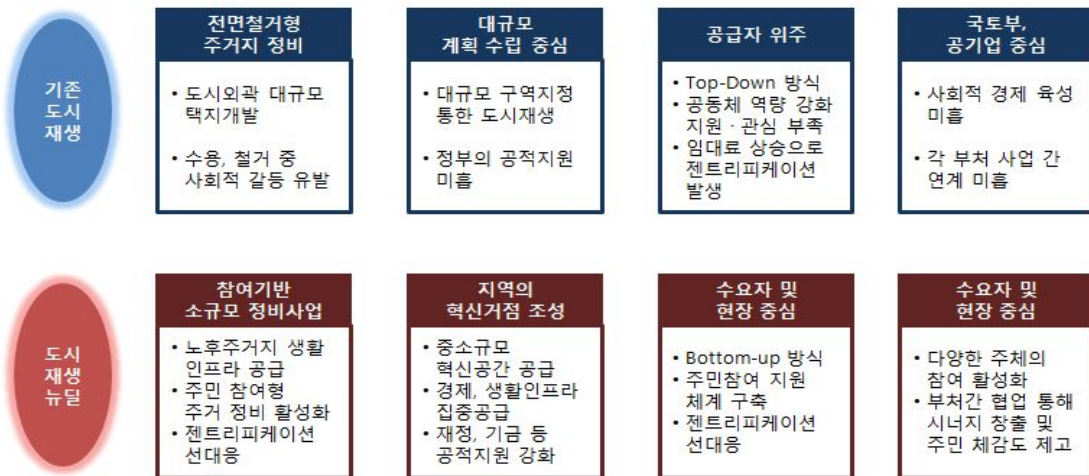 기존
도시
재생
전면철거형
주거지 정비
• 도시외곽 대규모
택지개발
• 수용, 철거 중
사회적 갈등 유발
대규모
계획 수립 중심
• 대규모 구역지정
통한 도시재생
• 정부의 공적지원
미흡
공급자 위주
• Top-Down 방식
• 공동체 역량 강화
지원 · 관심 부족
• 임대료 상승으로
젠트리피케이션
발생
국토부,
공기업 중심
• 사회적 경제 육성
미흡
• 각 부처 사업 간
연계 미흡
도시
재생
뉴딜
참여기반
소규모 정비사업
• 노후주거지 생활
인프라 공급
• 주민 참여형
주거 정비 활성화
• 젠트리피케이션
선대응
지역의
혁신거점 조성
• 중소규모
혁신공간 공급
• 경제, 생활인프라
집중공급
• 재정, 기금 등
공적지원 강화
수요자 및
현장 중심
• Bottom-up 방식
• 주민참여 지원
체계 구축
• 젠트리피케이션
선대응
수요자 및
현장 중심
• 다양한 주체의
참여 활성화
• 부처간 협업 통해
시너지 창출 및
주민 체감도 제고